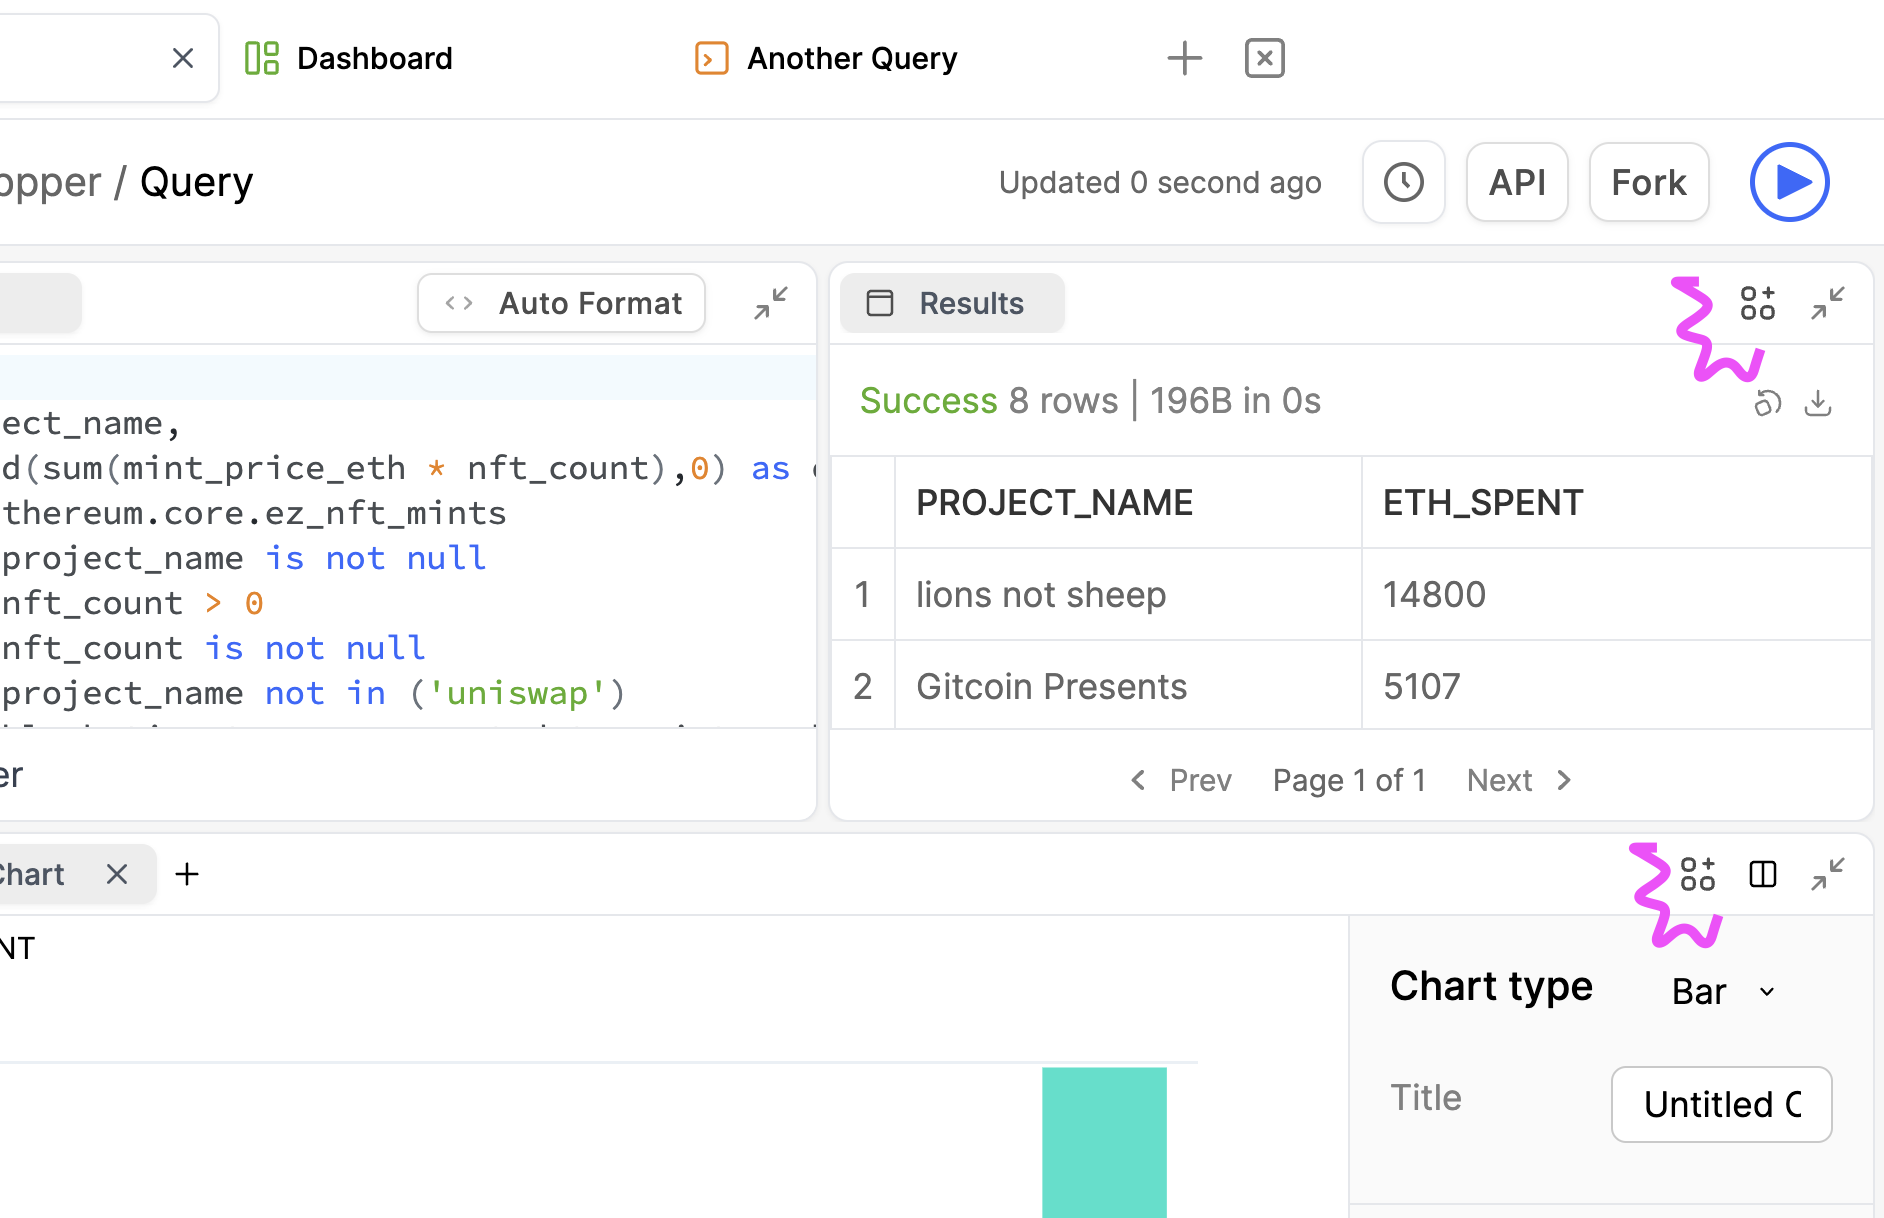 Dashboard
Another Query
opper / Query
Updated 0 second ago
API
Fork
Auto Format
ect_name,
d(sum(mint_price_eth * nft_count),0) as
thereum.core.ez_nft_mints
project_name is not null
nft_count > 0
nft_count is not null
project_name not in ('uniswap')
er
Results
Success 8 rows | 196B in 0s
PROJECT_NAME ETH_SPENT
1 lions not sheep 14800
2 Gitcoin Presents 5107
Prev Page 1 of 1 Next
Chart
NT
Chart type Bar
Title Untitled C